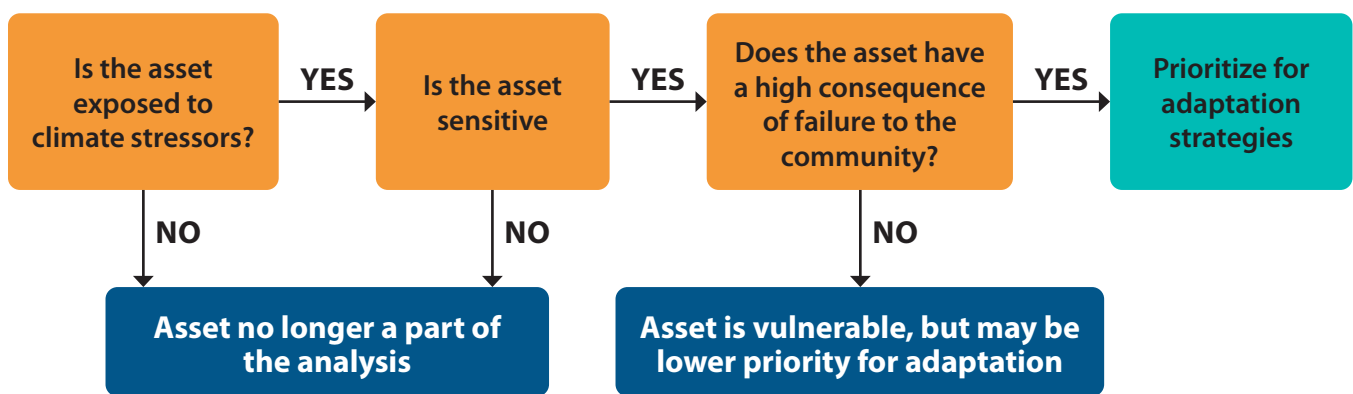 Is the asset
exposed to
climate stressors?
YES
Is the asset
sensitive
YES
Does the asset have
a high consequence
of failure to the
community?
YES
Prioritize for
adaptation
strategies
NO
NO
NO
Asset no longer a part of
the analysis
Asset is vulnerable, but may be
lower priority for adaptation